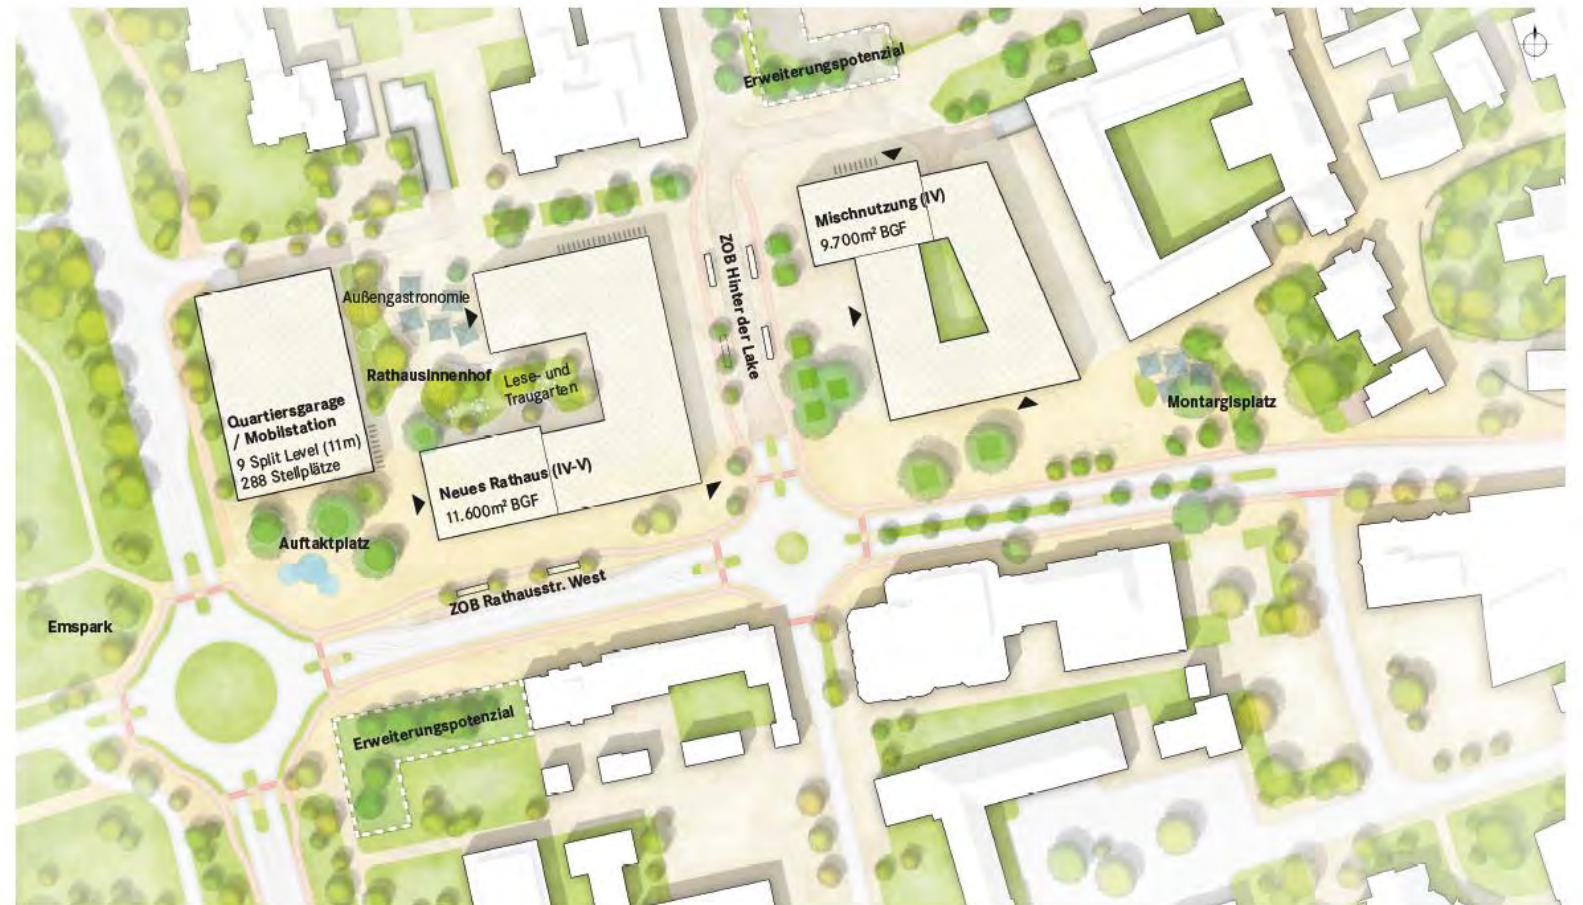 Erweiterungspotenzial
Mischnutzung (IV)
9.700m² BGF
ZOB Hinter der Lake
Außengastronomie
Rathausinnenhof
Lese- und
Traugarten
Quartiersgarage
/ Mobilstation
9 Split Level (11m)
288 Stellplätze
Montargisplatz
Neues Rathaus (IV-V)
11.600m² BGF
Auftaktplatz
ZOB Rathausstr. West
Emspark
Erweiterungspotenzial